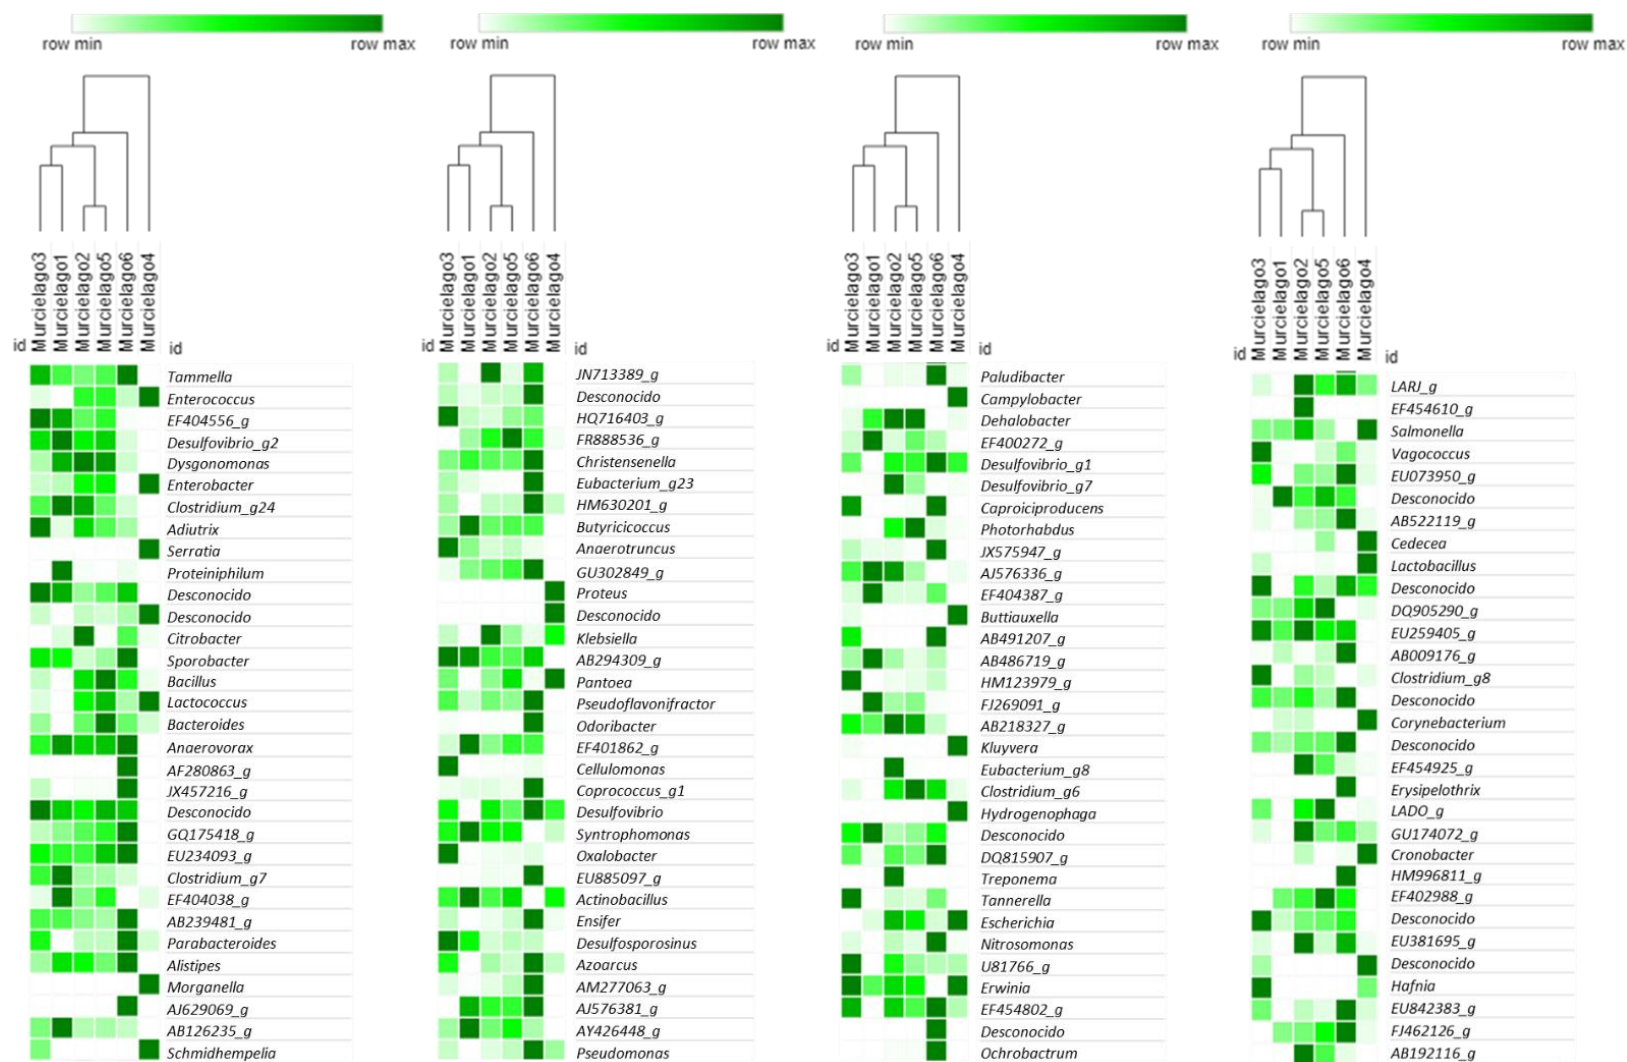 row min row max
Murcielago3
Murcielago1
Murcielago2
Murcielago5
Murcielago6
Murcielago4
id id
Tammella
Enterococcus
EF404556_g
Desulfovibrio_g2
Dysgonomonas
Enterobacter
Clostridium_g24
Adiutrix
Serratia
Proteiniphilum
Desconocido
Desconocido
Citrobacter
Sporobacter
Bacillus
Lactococcus
Bacteroides
Anaerovorax
AF280863_g
JX457216_g
Desconocido
GQ175418_g
EU234093_g
Clostridium_g7
EF404038_g
AB239481_g
Parabacteroides
Alistipes
Morganella
AJ629069_g
AB126235_g
Schmidhempelia
row min row max
Murcielago3
Murcielago1
Murcielago2
Murcielago5
Murcielago6
Murcielago4
id id
JN713389_g
Desconocido
HQ716403_g
FR888536_g
Christensenella
Eubacterium_g23
HM630201_g
Butyricicoccus
Anaerotruncus
GU302849_g
Proteus
Desconocido
Klebsiella
AB294309_g
Pantoea
Pseudoflavonifractor
Odoribacter
EF401862_g
Cellulomonas
Coprococcus_g1
Desulfovibrio
Syntrophomonas
Oxalobacter
EU885097_g
Actinobacillus
Ensifer
Desulfosporosinus
Azoarcus
AM277063_g
AJ576381_g
AY426448_g
Pseudomonas
row min row max
Murcielago3
Murcielago1
Murcielago2
Murcielago5
Murcielago6
Murcielago4
id id
Paludibacter
Campylobacter
Dehalobacter
EF400272_g
Desulfovibrio_g1
Desulfovibrio_g7
Caproiciproducens
Photorhabdus
JX575947_g
AJ576336_g
EF404387_g
Buttiauxella
AB491207_g
AB486719_g
HM123979_g
FJ269091_g
AB218327_g
Kluyvera
Eubacterium_g8
Clostridium_g6
Hydrogenophaga
Desconocido
DQ815907_g
Treponema
Tannerella
Escherichia
Nitrosomonas
U81766_g
Erwinia
EF454802_g
Desconocido
Ochrobactrum
row min row max
Murcielago3
Murcielago1
Murcielago2
Murcielago5
Murcielago6
Murcielago4
id id
LARJ_g
EF454610_g
Salmonella
Vagococcus
EU073950_g
Desconocido
AB522119_g
Cedecea
Lactobacillus
Desconocido
DQ905290_g
EU259405_g
AB009176_g
Clostridium_g8
Desconocido
Corynebacterium
Desconocido
EF454925_g
Erysipelothrix
LADO_g
GU174072_g
Cronobacter
HM996811_g
EF402988_g
Desconocido
EU381695_g
Desconocido
Hafnia
EU842383_g
FJ462126_g
AB192116_g